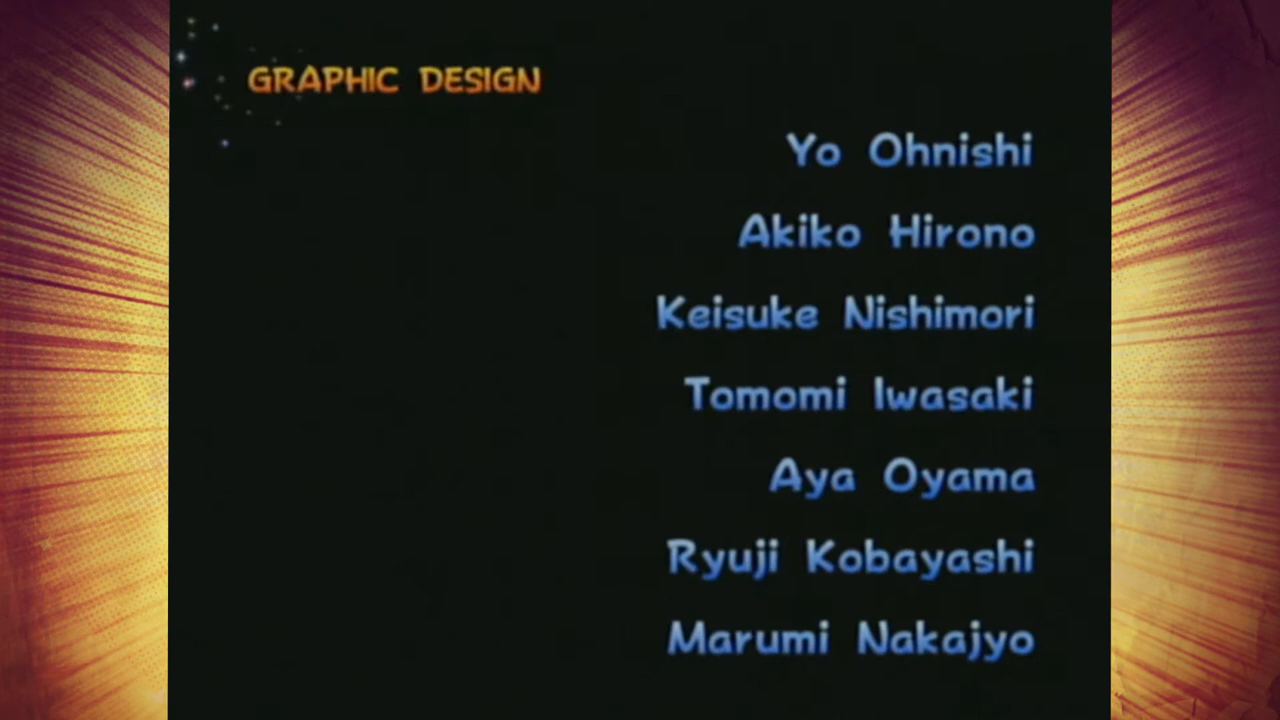 GRAPHIC DESIGN
Yo Ohnishi
Akiko Hirono
Keisuke Nishimori
Tomomi Iwasaki
Aya Oyama
Ryuji Kobayashi
Marumi Nakajyo